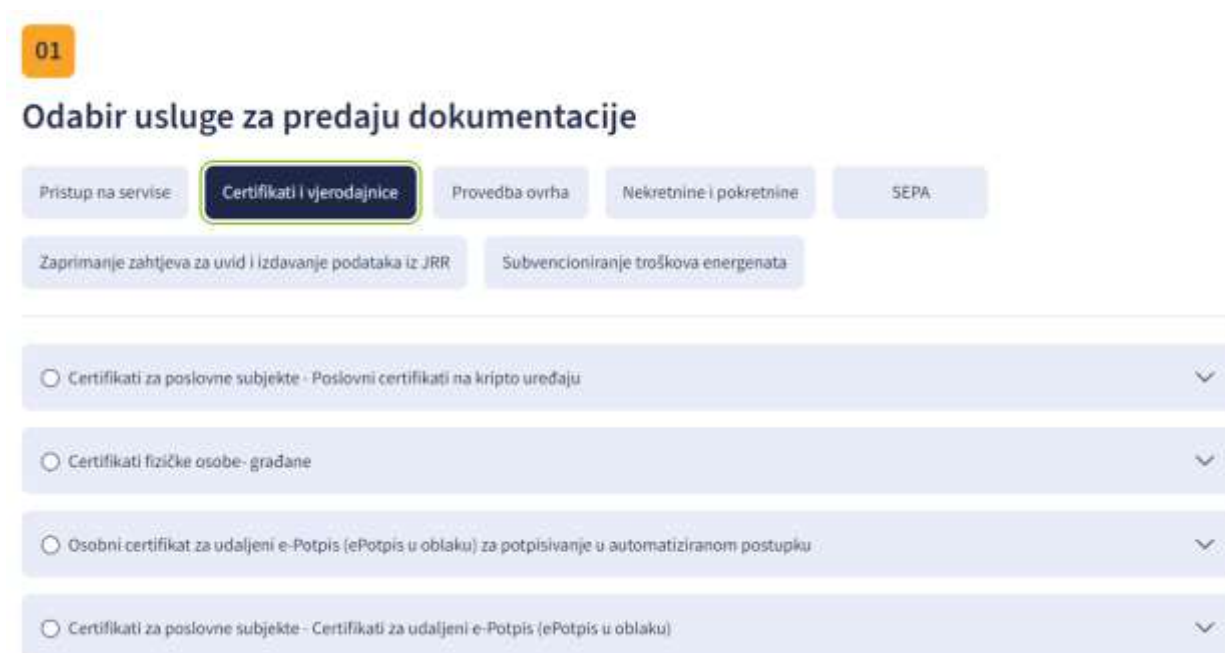 01
Odabir usluge za predaju dokumentacije
Pristup na servise
Certifikati i vjerodajnice
Provedba ovrha
Nekretnine i pokretnine
SEPA
Zaprimanje zahtjeva za uvid i izdavanje podataka iz JRR
Subvencioniranje troškova energenata
Certifikati za poslovne subjekte - Poslovni certifikati na kripto uređaju
Certifikati fizičke osobe- građane
Osobni certifikat za udaljeni e-Potpis (ePotpis u oblaku) za potpisivanje u automatiziranom postupku
Certifikati za poslovne subjekte - Certifikati za udaljeni e-Potpis (ePotpis u oblaku)